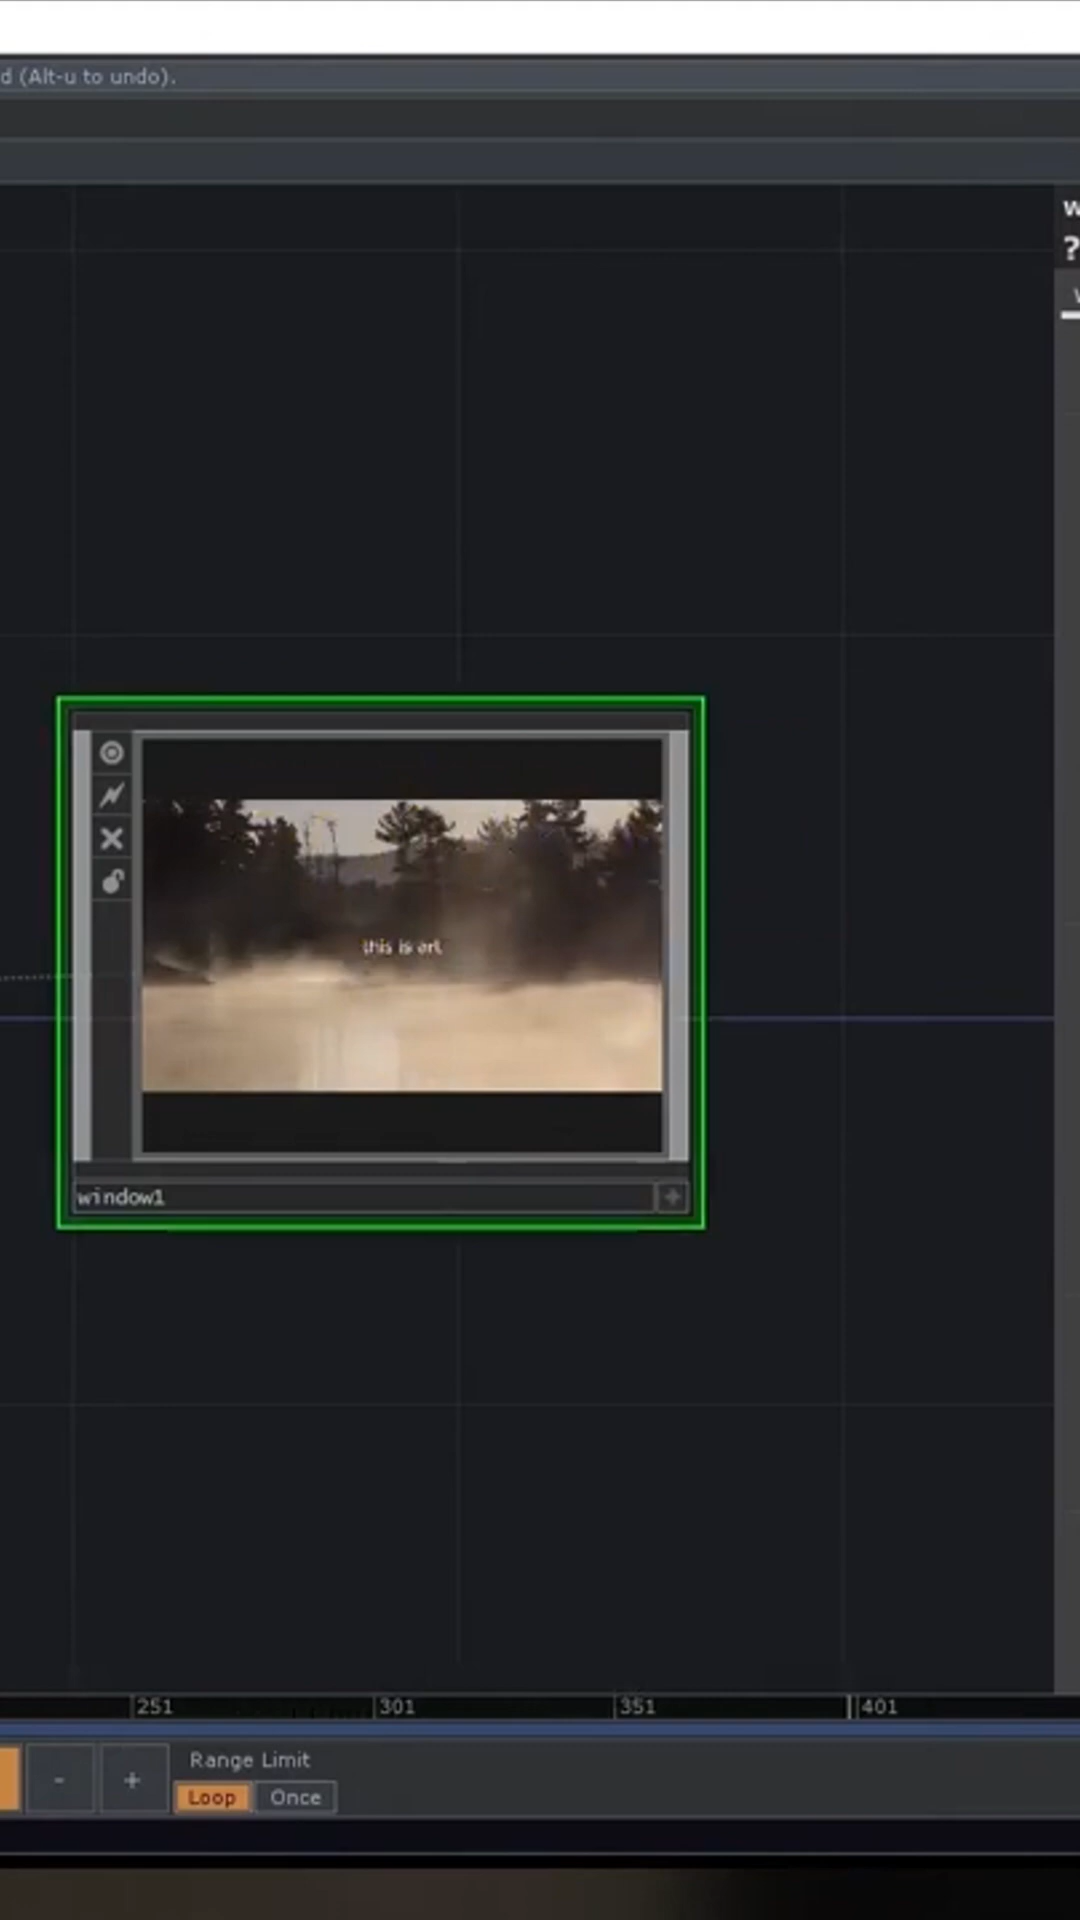 d (Alt-u to undo).
w
?
this is art
window1
251
301
351
401
-
+
Range Limit
Loop
Once